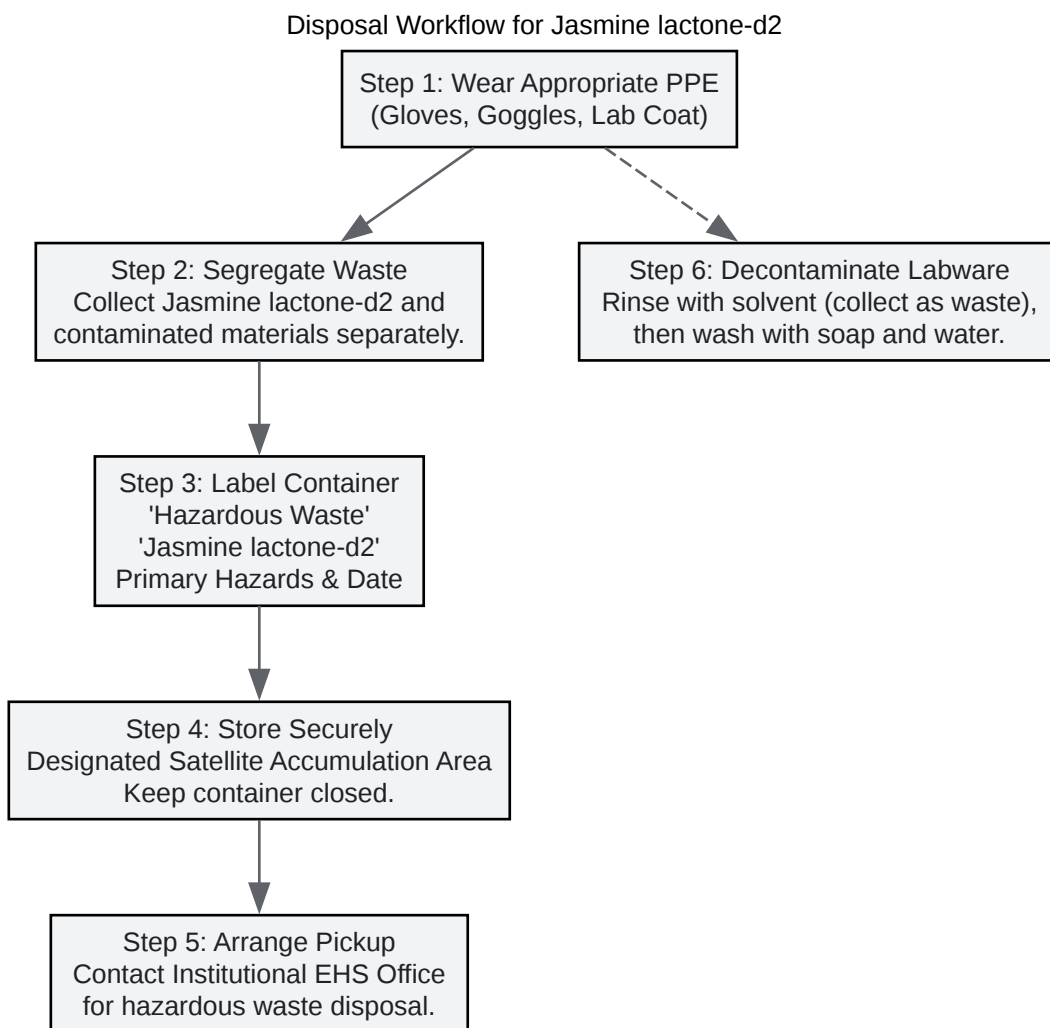 Disposal Workflow for Jasmine lactone-d2
Step 1: Wear Appropriate PPE
(Gloves, Goggles, Lab Coat)
Step 2: Segregate Waste
Collect Jasmine lactone-d2 and
contaminated materials separately.
Step 6: Decontaminate Labware
Rinse with solvent (collect as waste),
then wash with soap and water.
Step 3: Label Container
'Hazardous Waste'
'Jasmine lactone-d2'
Primary Hazards & Date
Step 4: Store Securely
Designated Satellite Accumulation Area
Keep container closed.
Step 5: Arrange Pickup
Contact Institutional EHS Office
for hazardous waste disposal.